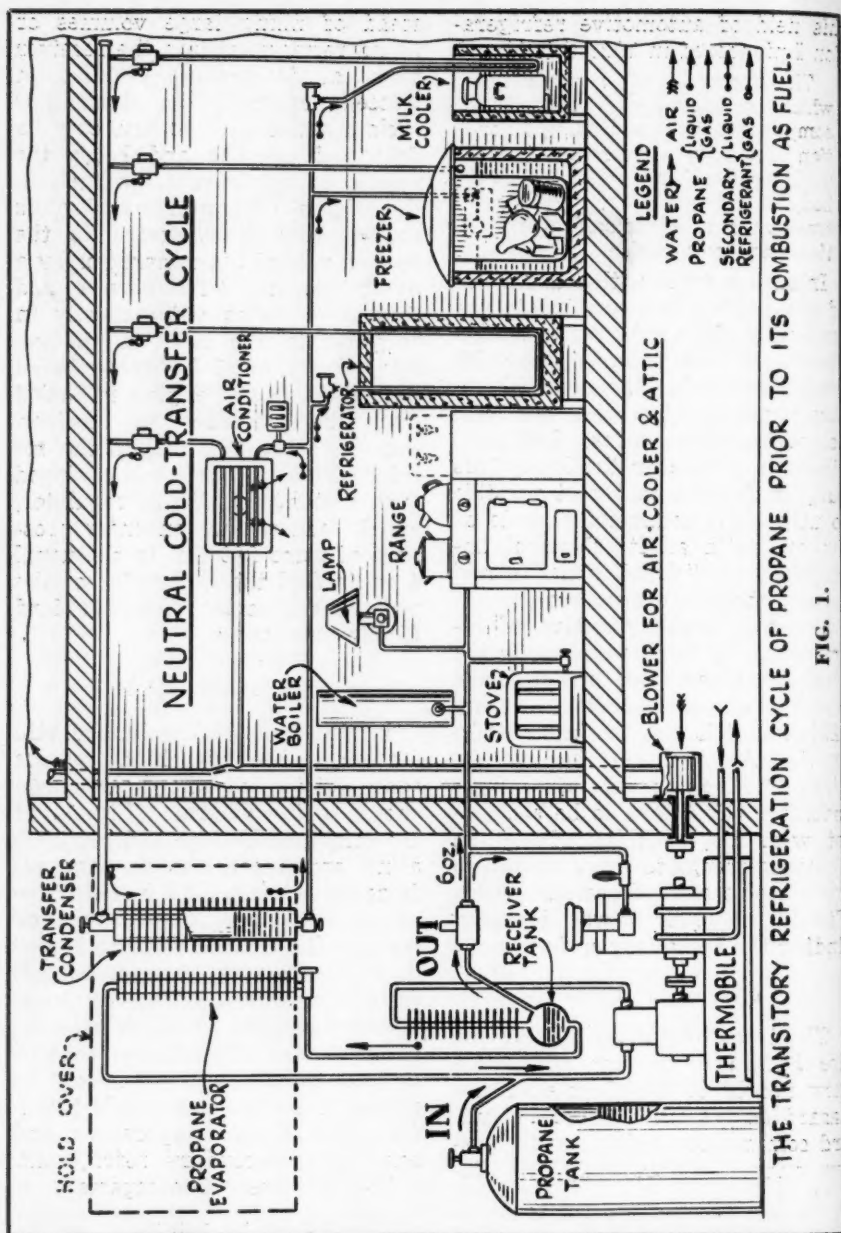 HOLD OVER
TRANSFER
CONDENSER
PROPANE
EVAPORATOR
NEUTRAL COLD-TRANSFER CYCLE
AIR
CONDITIONER
MILK
COOLER
FREEZER
REFRIGERATOR
LAMP
RANGE
WATER
BOILER
STOVE
6 OZ.
OUT
RECEIVER
TANK
IN
PROPANE
TANK
THERMOBILE
BLOWER FOR AIR-COOLER & ATTIC
LEGEND
WATER AIR
PROPANE {LIQUID
GAS
SECONDARY {LIQUID
REFRIGERANT {GAS
THE TRANSITORY REFRIGERATION CYCLE OF PROPANE PRIOR TO ITS COMBUSTION AS FUEL.
FIG. 1.